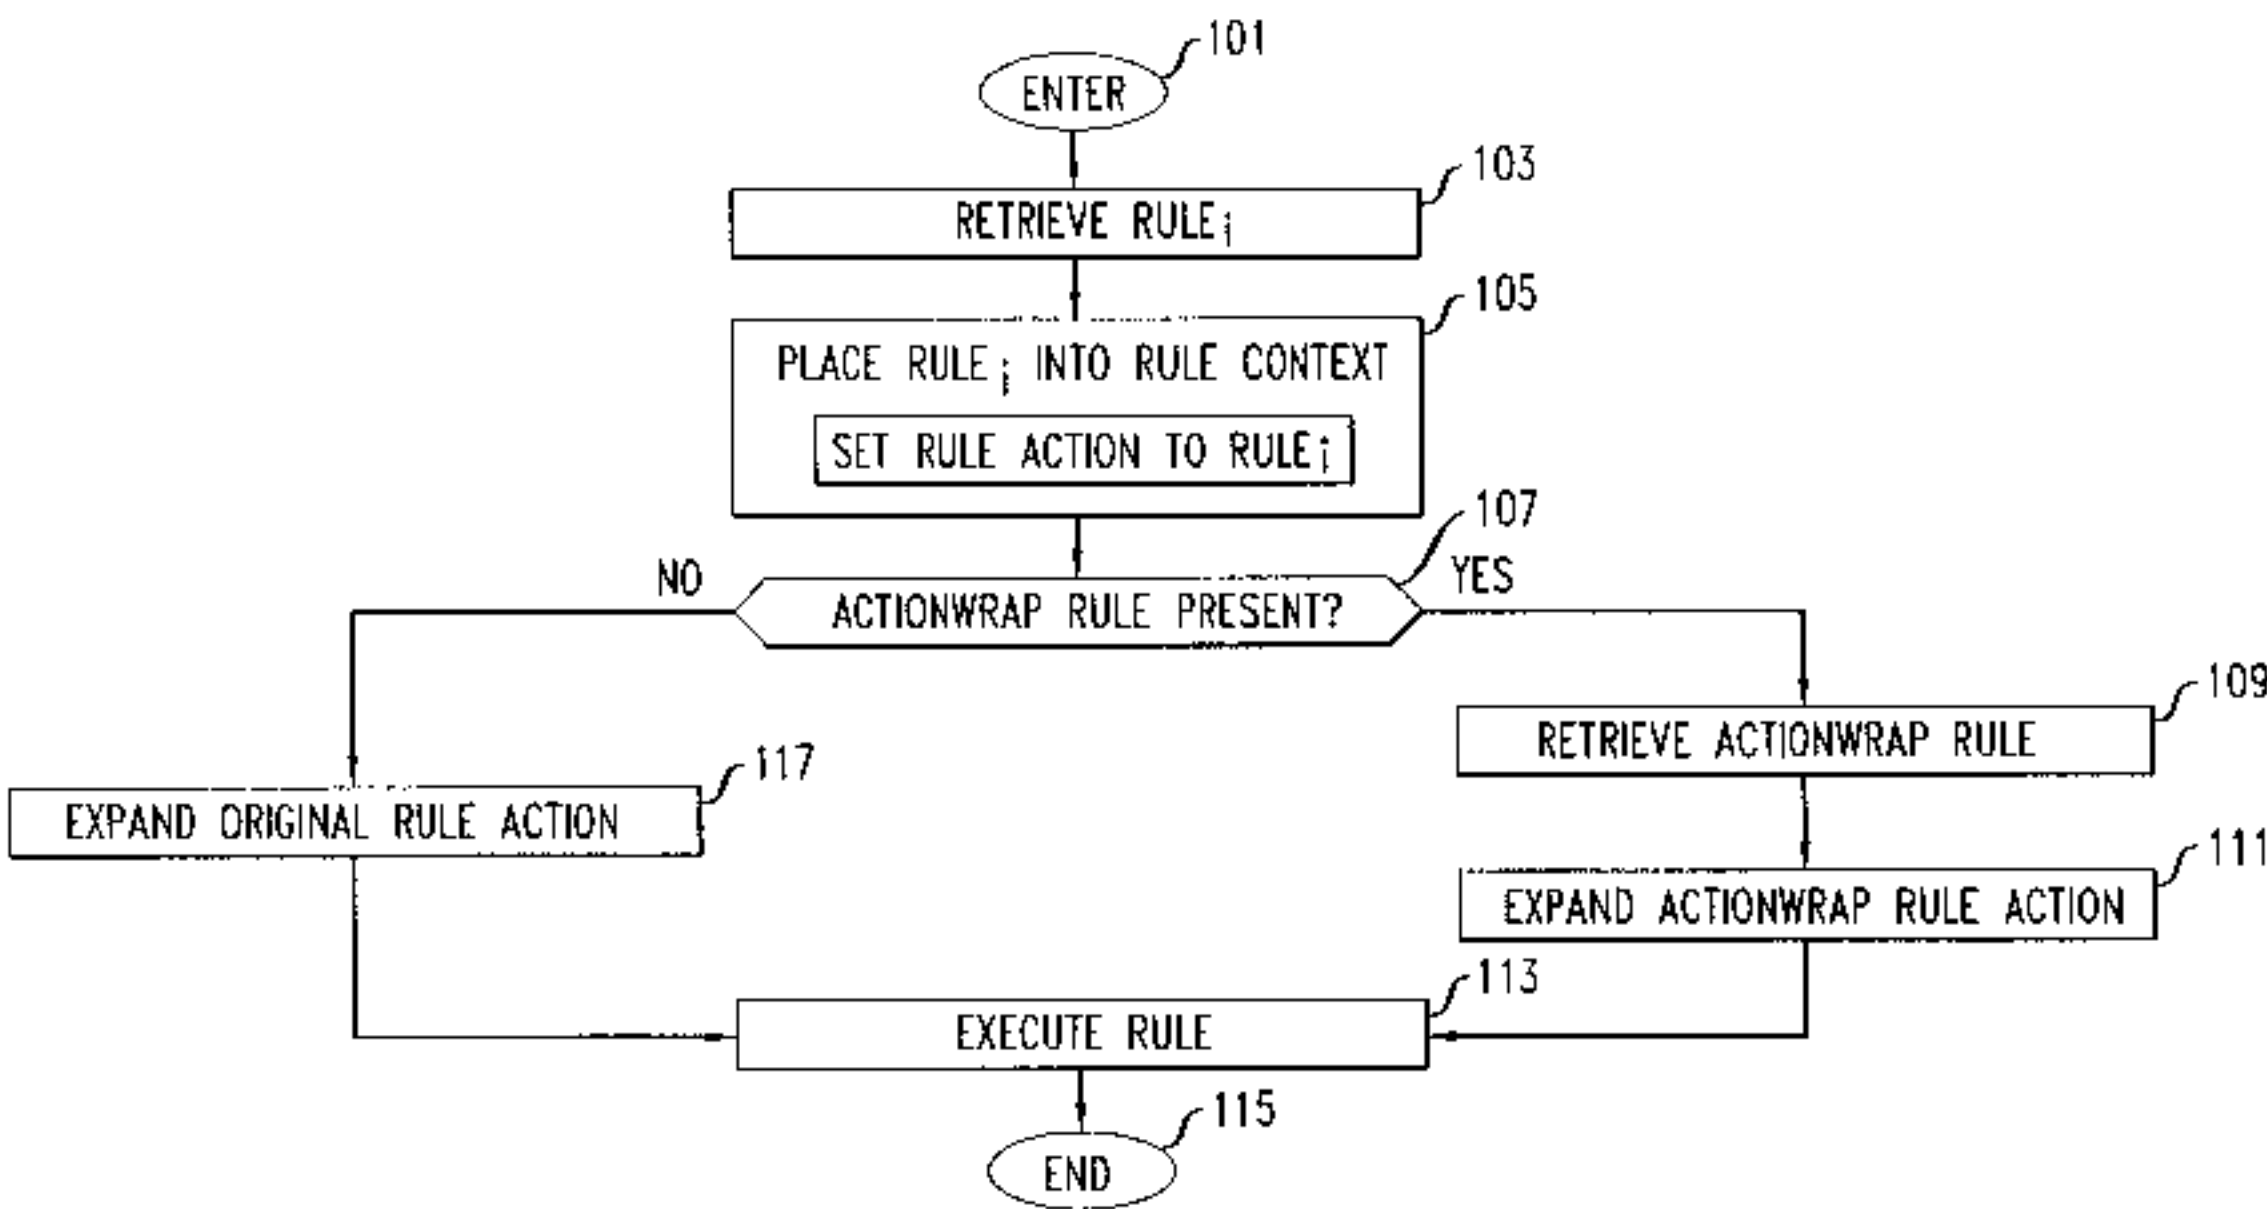 101
ENTER
103
RETRIEVE RULEi
105
PLACE RULEi INTO RULE CONTEXT
SET RULE ACTION TO RULEi
107
NO
YES
ACTIONWRAP RULE PRESENT?
109
RETRIEVE ACTIONWRAP RULE
117
EXPAND ORIGINAL RULE ACTION
111
EXPAND ACTIONWRAP RULE ACTION
113
EXECUTE RULE
115
END